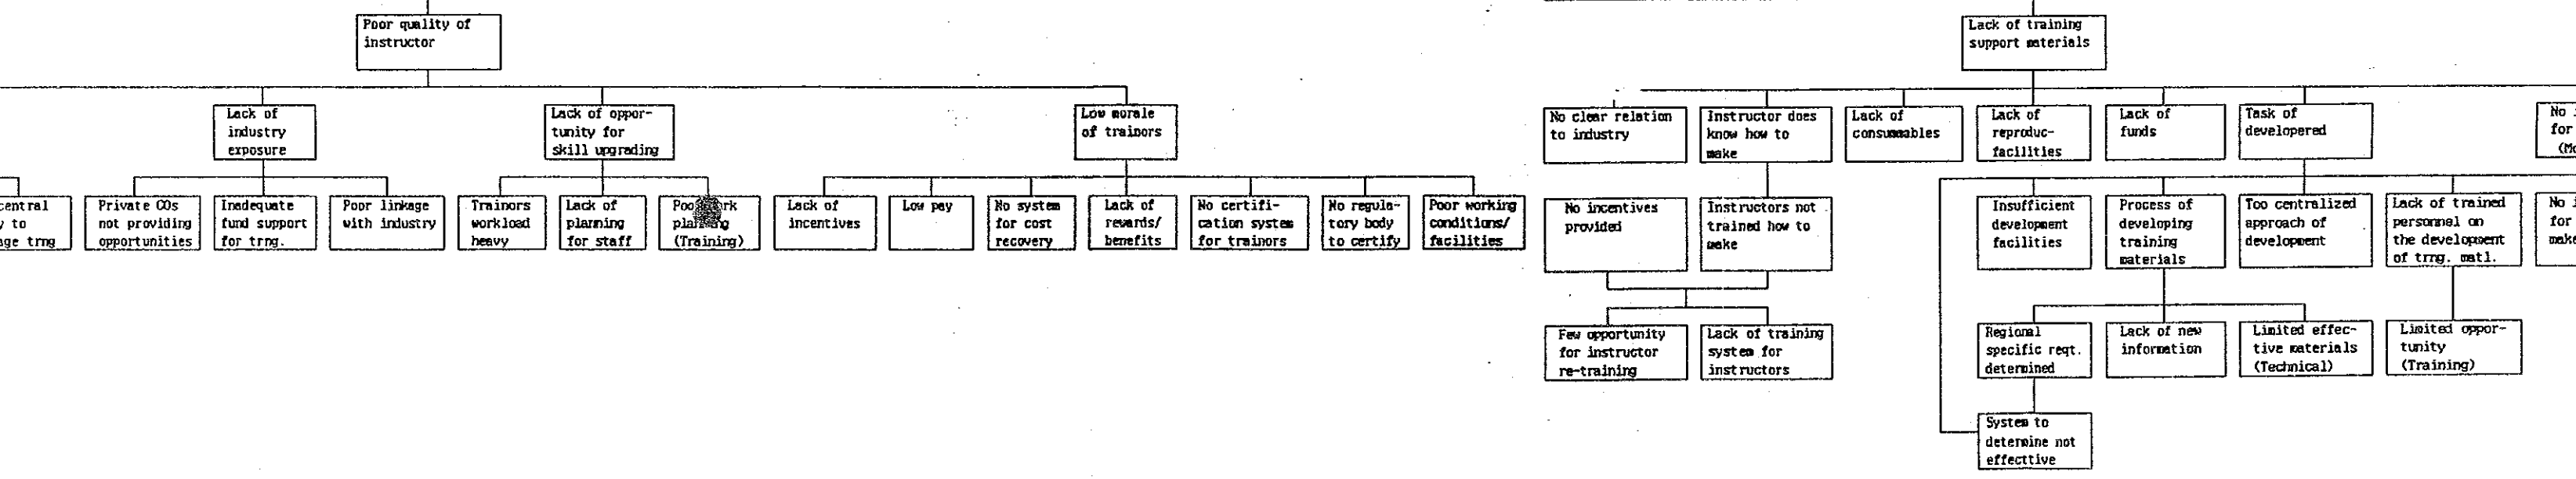 Poor quality of
instructor
Lack of training
support materials
Lack of
industry
exposure
Lack of oppor-
tunity for
skill upgrading
Low morale
of trainors
No clear relation
to industry
Instructor does
know how to
make
Lack of
consumables
Lack of
reproduc-
facilities
Lack of
funds
Task of
developered
No
for
entral
y to
age trng
Private COs
not providing
opportunities
Inadequate
fund support
for trng.
Poor linkage
with industry
Trainors
workload
heavy
Lack of
planning
for staff
(Training)
Lack of
incentives
Low pay
No system
for cost
recovery
Lack of
rewards/
benefits
No certifi-
cation system
for trainors
No regula-
tory body
to certify
Poor working
conditions/
facilities
No incentives
provided
Instructors not
trained how to
make
Insufficient
development
facilities
Process of
developing
training
materials
Too centralized
approach of
development
Lack of trained
personnel on
the development
of trng. matl.
No
for
make
Few opportunity
for instructor
re-training
Lack of training
system for
instructors
Regional
specific reqt.
determined
Lack of new
information
Limited effec-
tive materials
(Technical)
Limited oppor-
tunity
(Training)
System to
determine not
effecttive